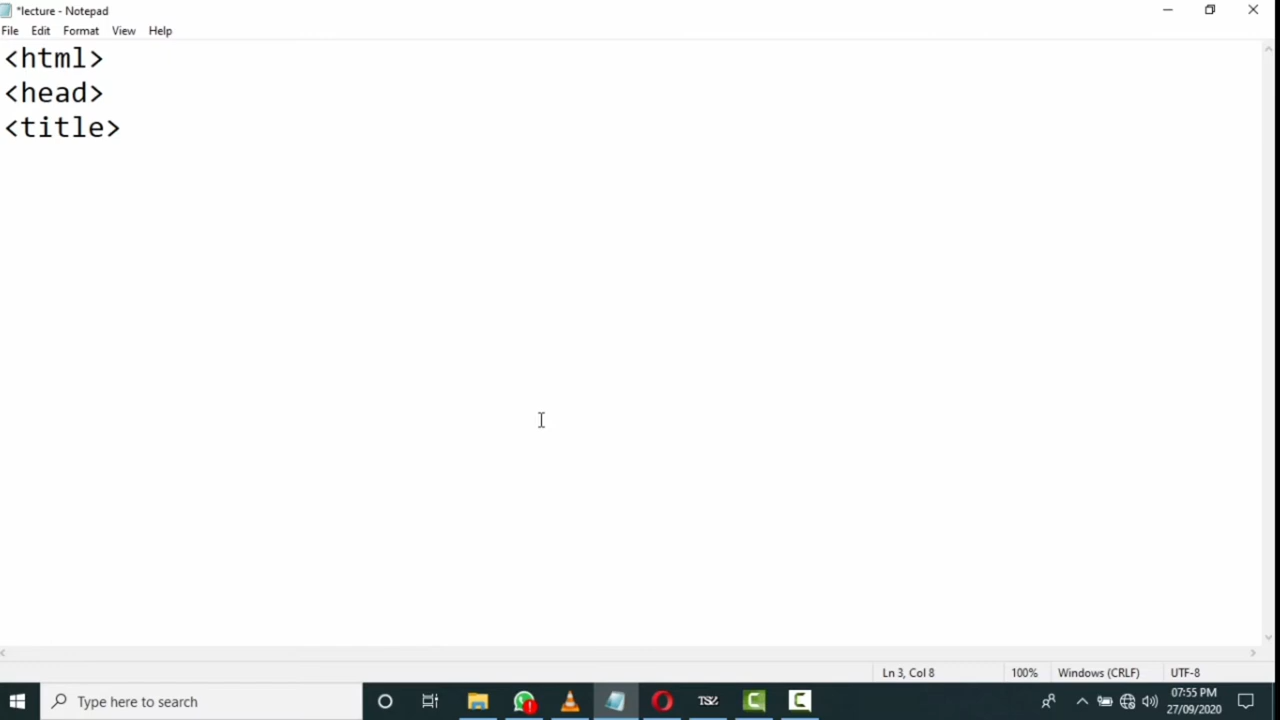 *lecture - Notepad
File Edit Format View Help
<html>
<head>
<title>
Ln 3, Col 8 100% Windows (CRLF) UTF-8
Type here to search TSZ 07:55 PM
27/09/2020